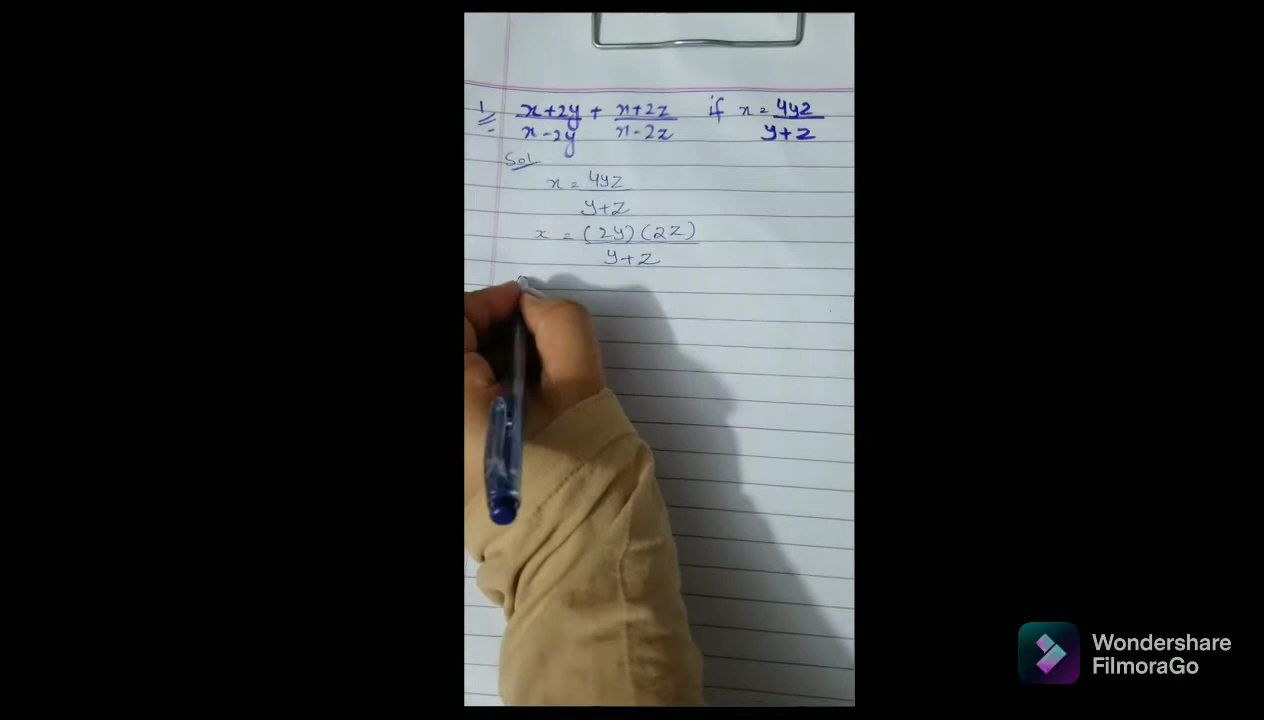 1 x+2y/x-2y + x+2z/x-2z if x = 4yz/y+z
Sol
x = 4yz/y+z
x = (2y)(2z)/y+z
Wondershare
FilmoraGo